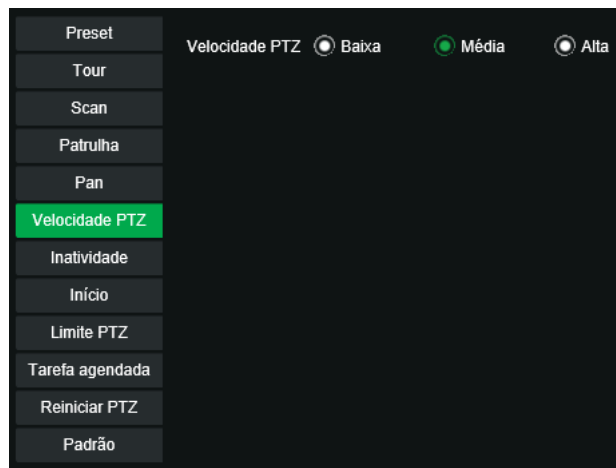 Preset
Tour
Scan
Patrulha
Pan
Velocidade PTZ
Inatividade
Início
Limite PTZ
Tarefa agendada
Reiniciar PTZ
Padrão
Velocidade PTZ Baixa Média Alta